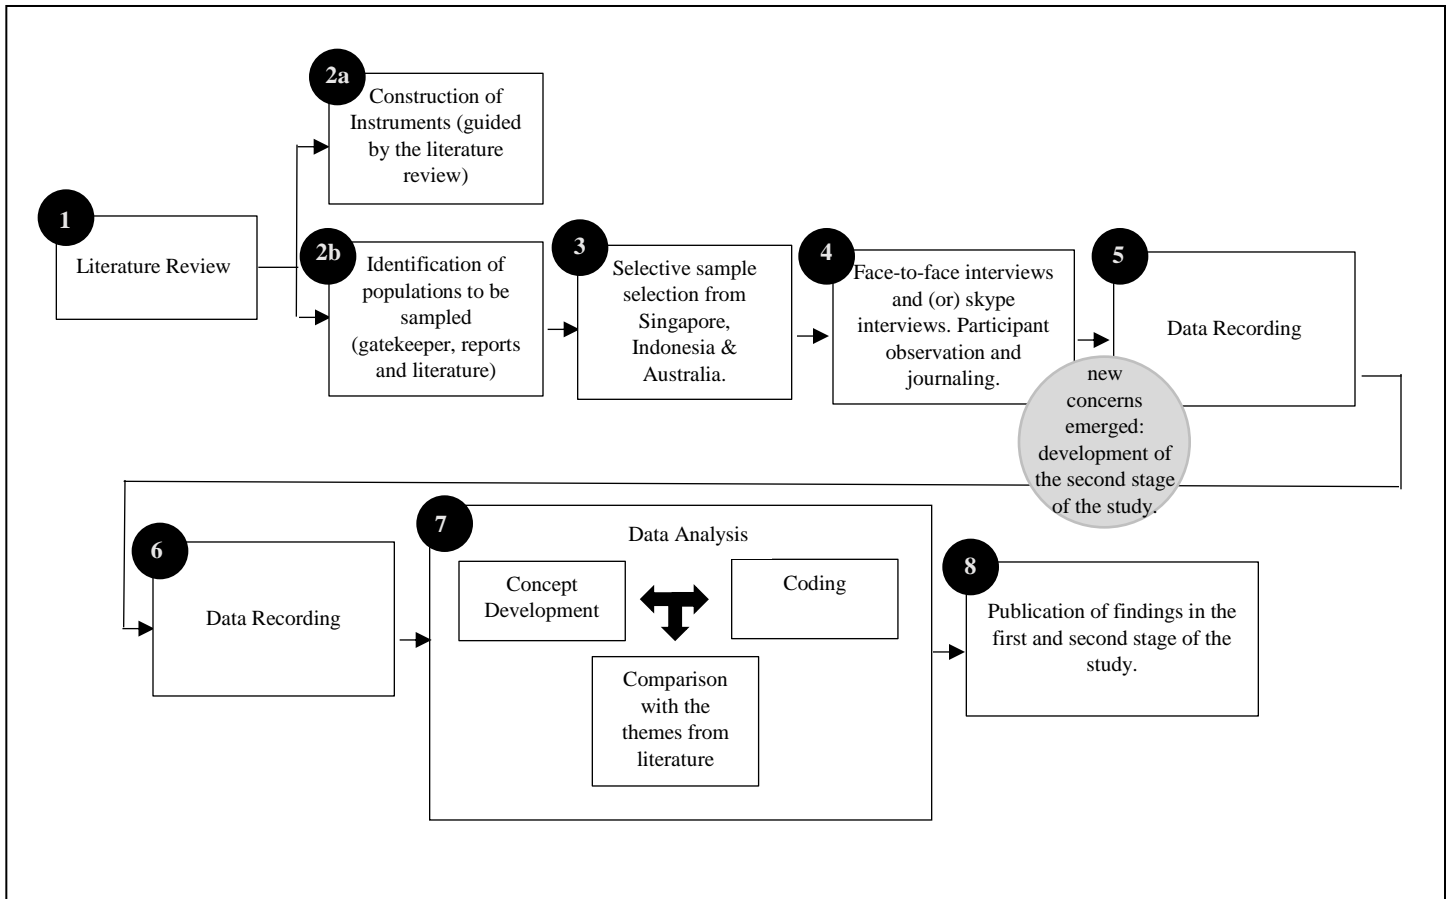 1
Literature Review
2a
Construction of
Instruments (guided
by the literature
review)
2b
Identification of
populations to be
sampled
(gatekeeper, reports
and literature)
3
Selective sample
selection from
Singapore,
Indonesia &
Australia.
4
Face-to-face interviews
and (or) skype
interviews. Participant
observation and
journaling.
5
Data Recording
new
concerns
emerged:
development of
the second stage
of the study.
6
Data Recording
7
Data Analysis
Concept
Development
Coding
Comparison
with the
themes from
literature
8
Publication of findings in the
first and second stage of the
study.